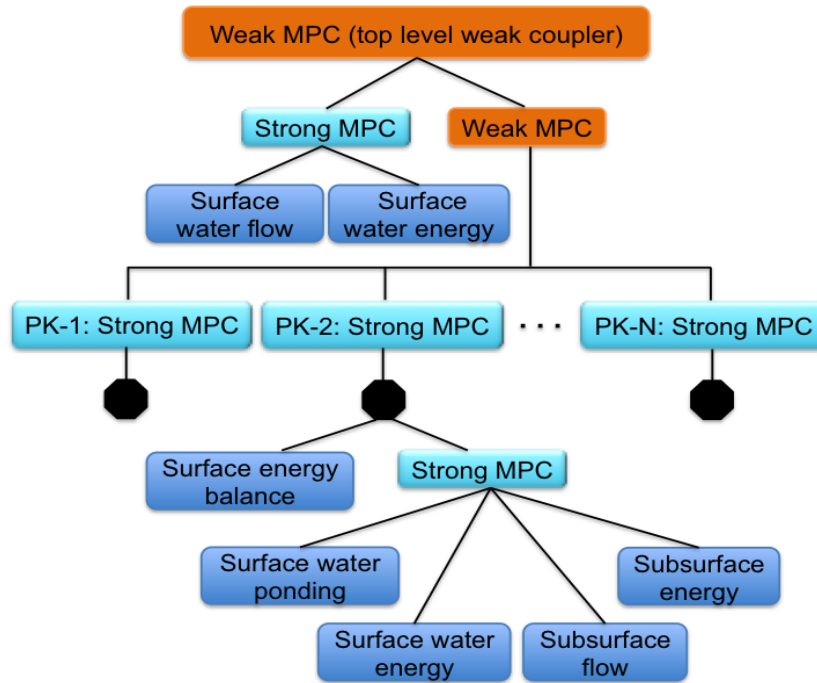 Weak MPC (top level weak coupler)
Strong MPC
Weak MPC
Surface
water flow
Surface
water energy
PK-1: Strong MPC
PK-2: Strong MPC
· · ·
PK-N: Strong MPC
Surface energy
balance
Strong MPC
Surface water
ponding
Subsurface
energy
Surface water
energy
Subsurface
flow